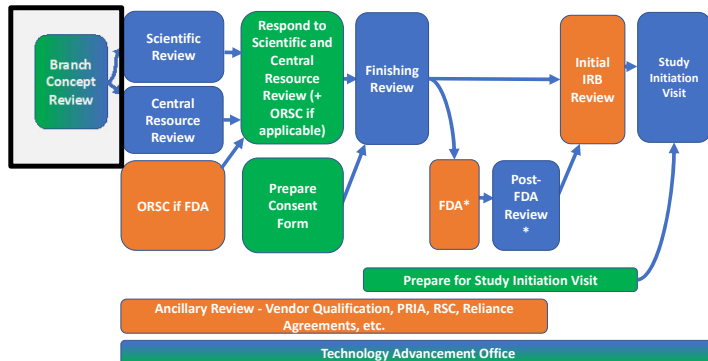 Branch
Concept
Review
Scientific
Review
Central
Resource
Review
ORSC if FDA
Respond to
Scientific and
Central
Resource
Review (+
ORSC if
applicable)
Prepare
Consent
Form
Finishing
Review
FDA*
Post-
FDA
Review
*
Initial
IRB
Review
Study
Initiation
Visit
Prepare for Study Initiation Visit
Ancillary Review - Vendor Qualification, PRIA, RSC, Reliance
Agreements, etc.
Technology Advancement Office